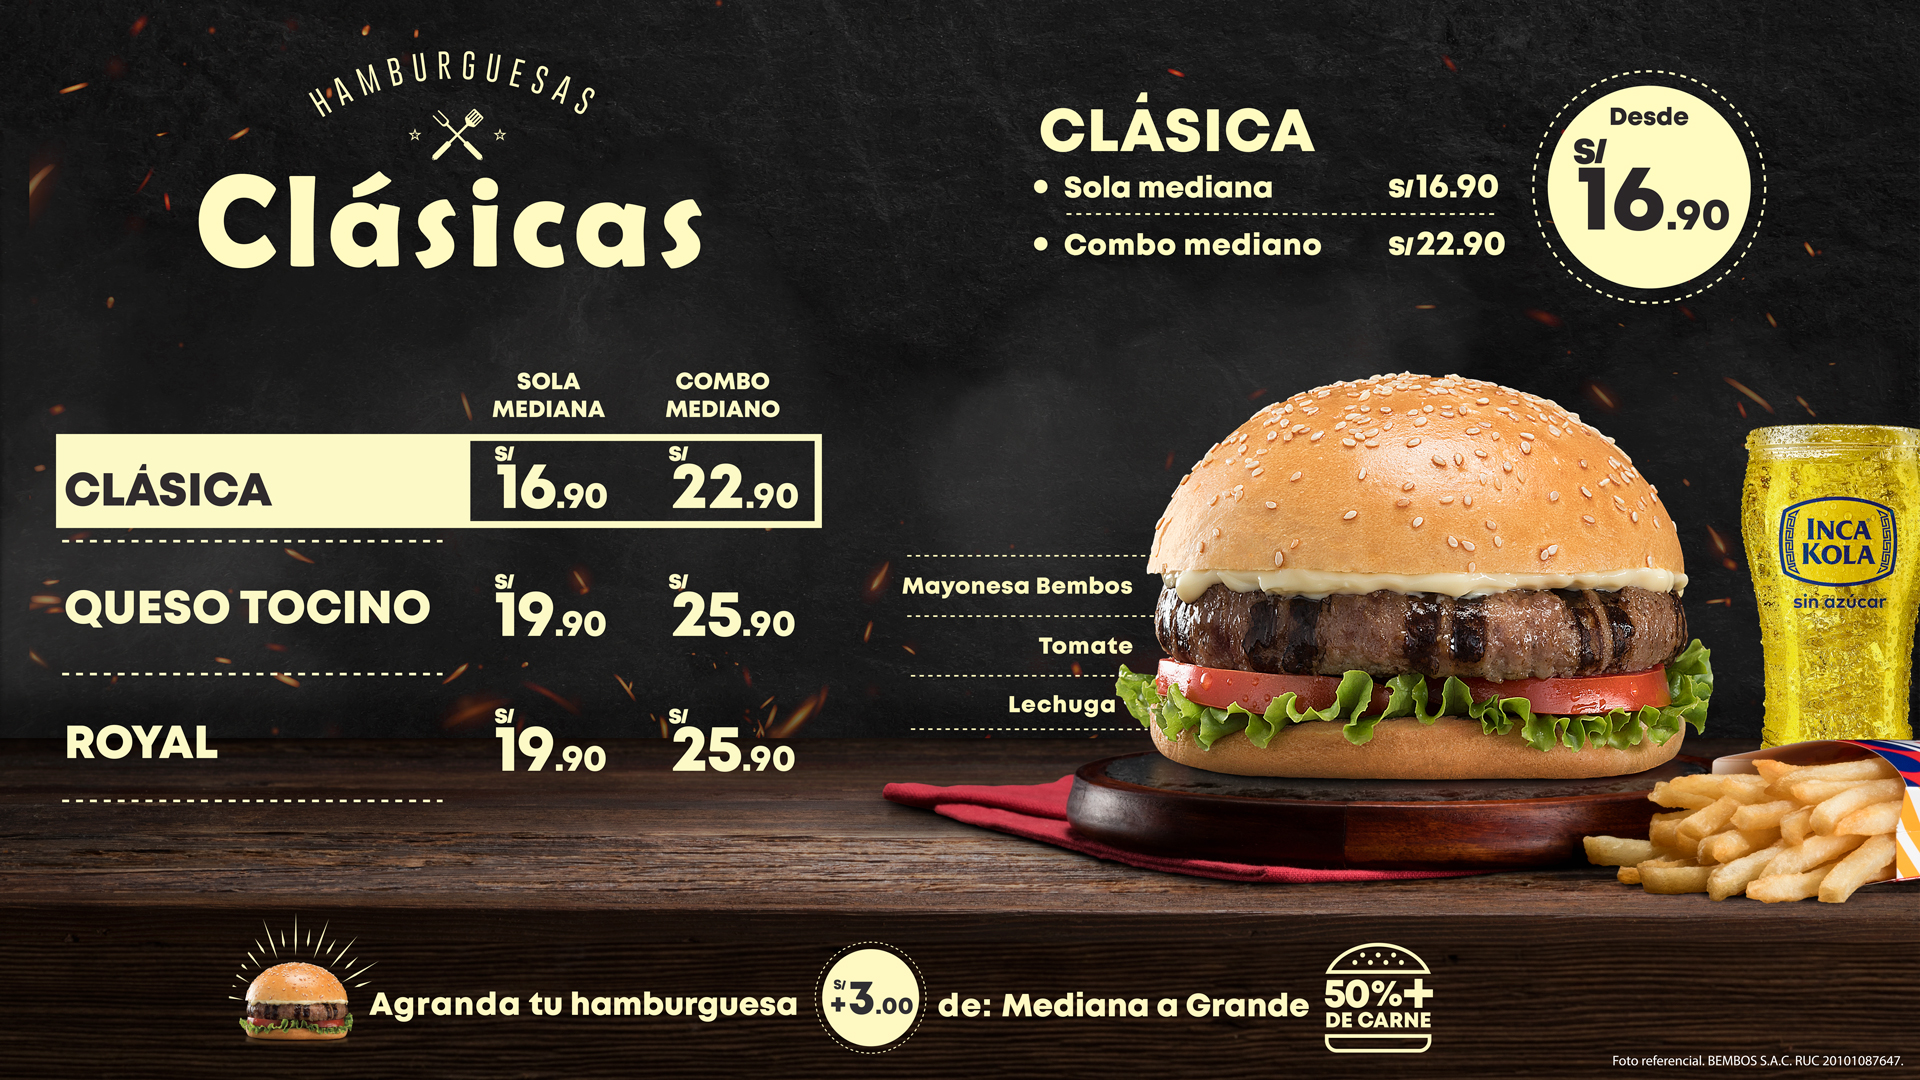 HAMBURGUESAS
Clásicas
SOLA MEDIANA
COMBO MEDIANO
CLÁSICA S/16.90 S/22.90
QUESO TOCINO S/19.90 S/25.90
ROYAL S/19.90 S/25.90
CLÁSICA
• Sola mediana S/16.90
• Combo mediano S/22.90
Desde
S/
16.90
Mayonesa Bembos
Tomate
Lechuga
INCA
KOLA
sin azúcar
Agranda tu hamburguesa S/+3.00 de: Mediana a Grande
50%+
DE CARNE
Foto referencial. BEMBOS S.A.C. RUC 20101087647.